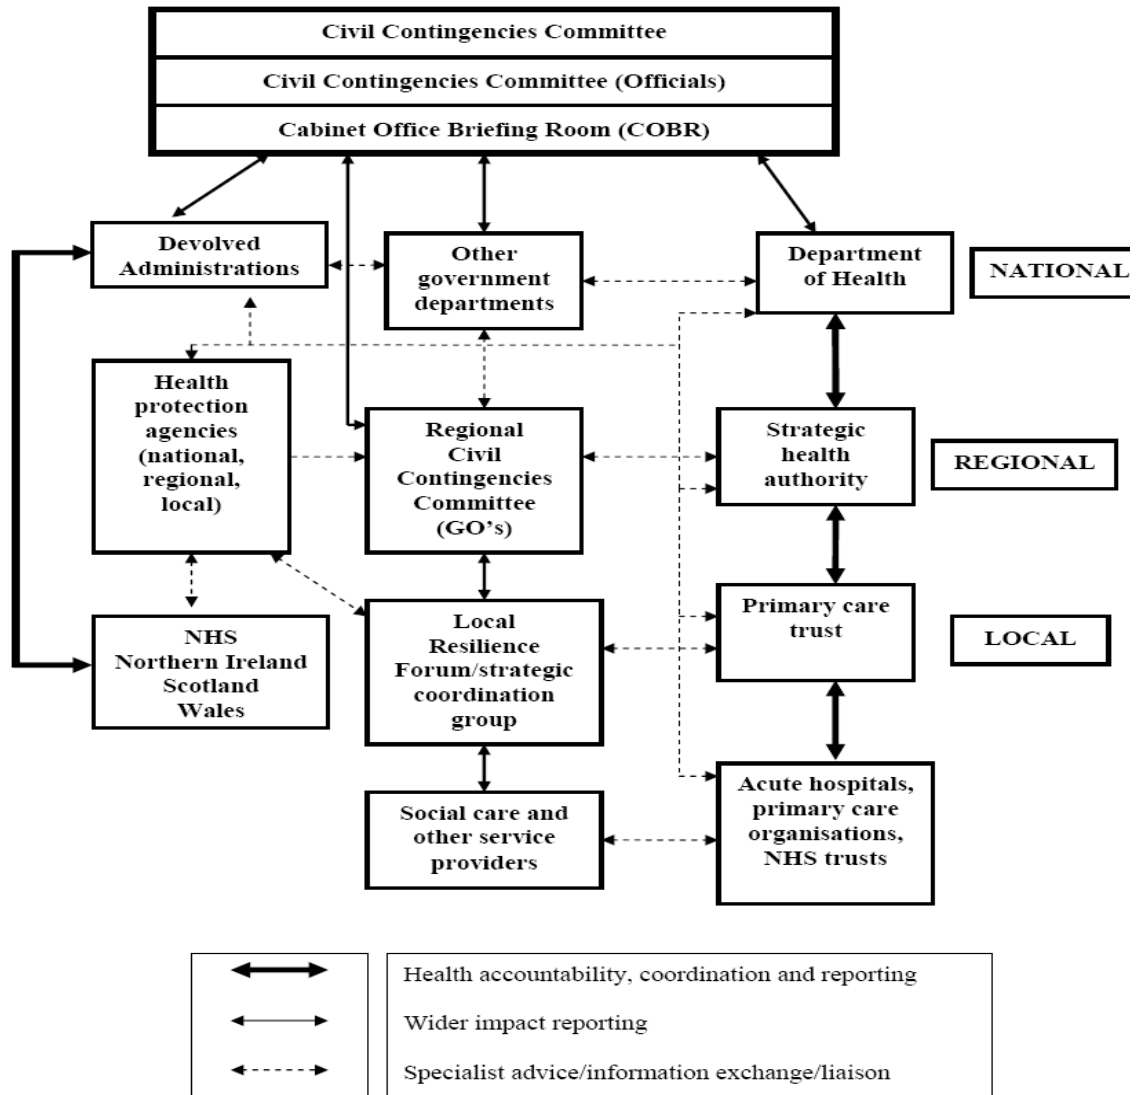 Civil Contingencies Committee
Civil Contingencies Committee (Officials)
Cabinet Office Briefing Room (COBR)
Devolved
Administrations
Other
government
departments
Department
of Health
NATIONAL
Health
protection
agencies
(national,
regional,
local)
Regional
Civil
Contingencies
Committee
(GO’s)
Strategic
health
authority
REGIONAL
NHS
Northern Ireland
Scotland
Wales
Local
Resilience
Forum/strategic
coordination
group
Primary care
trust
LOCAL
Social care and
other service
providers
Acute hospitals,
primary care
organisations,
NHS trusts
Health accountability, coordination and reporting
Wider impact reporting
Specialist advice/information exchange/liaison